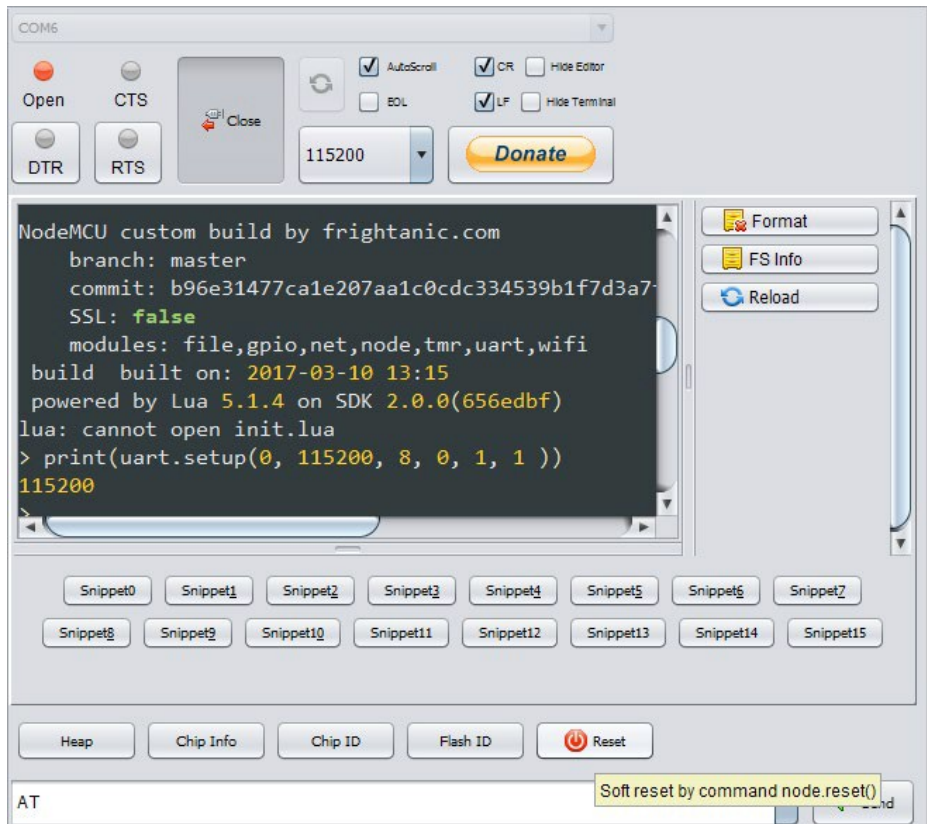 COM6
Open
CTS
DTR
RTS
Close
AutoScroll
CR
Hide Editor
EOL
LF
Hide Terminal
115200
Donate
NodeMCU custom build by frightanic.com
branch: master
commit: b96e31477ca1e207aa1c0cdc334539b1f7d3a7
SSL: false
modules: file,gpio,net,node,tmr,uart,wifi
build  built on: 2017-03-10 13:15
powered by Lua 5.1.4 on SDK 2.0.0(656edbf)
lua: cannot open init.lua
> print(uart.setup(0, 115200, 8, 0, 1, 1 ))
115200
>
Format
FS Info
Reload
Snippet0 Snippet1 Snippet2 Snippet3 Snippet4 Snippet5 Snippet6 Snippet7
Snippet8 Snippet9 Snippet10 Snippet11 Snippet12 Snippet13 Snippet14 Snippet15
Heap Chip Info Chip ID Flash ID Reset
Soft reset by command node.reset()
AT